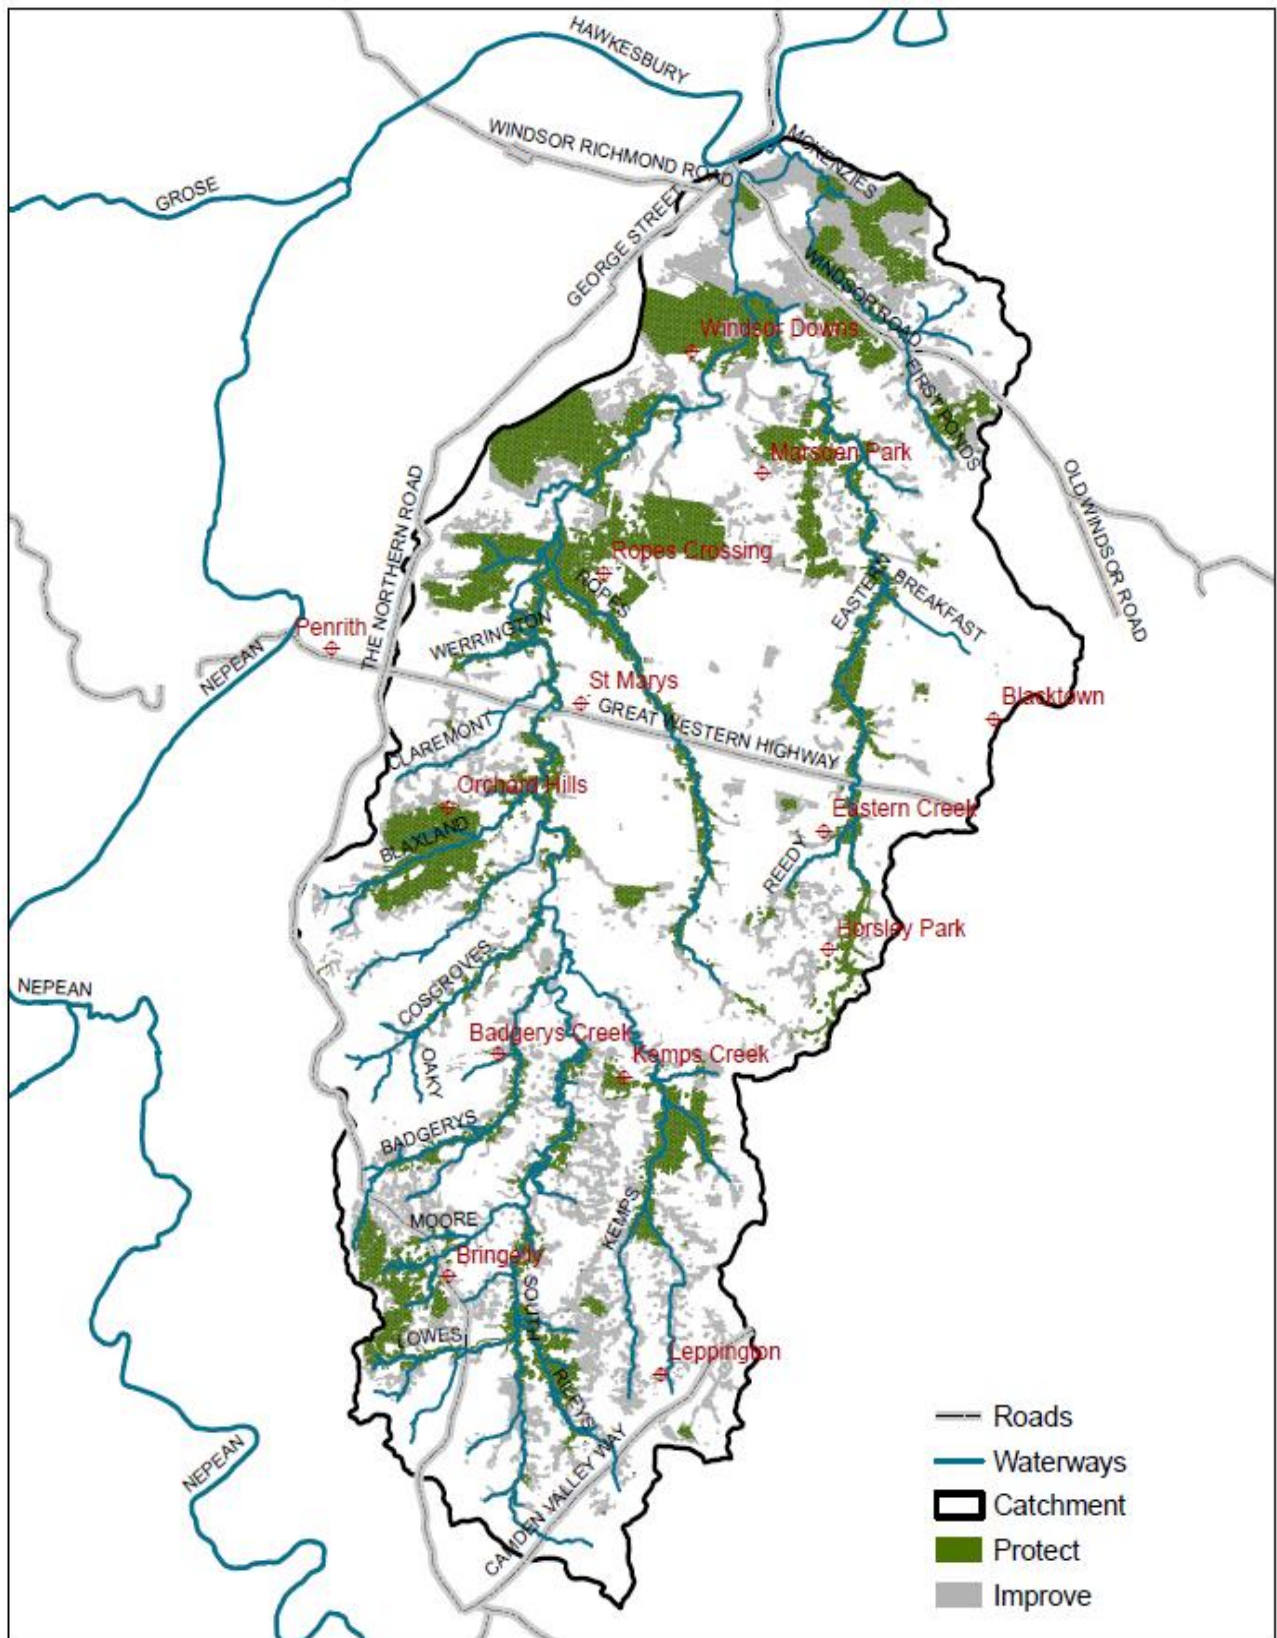 HAWKESBURY
WINDSOR RICHMOND ROAD
MCKENZIES
GROSE
GEORGE STREET
WINDSOR ROAD
Windsor Downs
FIRST PONDS
Marsden Park
OLD WINDSOR ROAD
THE NORTHERN ROAD
Ropes Crossing
ROPES
EASTERN
BREAKFAST
WERRINGTON
Penrith
NEPEAN
St Marys
Blacktown
GREAT WESTERN HIGHWAY
CLAREMONT
Orchard Hills
Eastern Creek
BLAXLAND
REEDY
Horsley Park
COSGROVES
NEPEAN
Badgerys Creek
Kemps Creek
OAKY
BADGERYS
MOORE
KEMPS
Bringelly
SOUTH
LOWES
Leppington
RILEYS
CAMDEN VALLEY WAY
NEPEAN
Roads
Waterways
Catchment
Protect
Improve